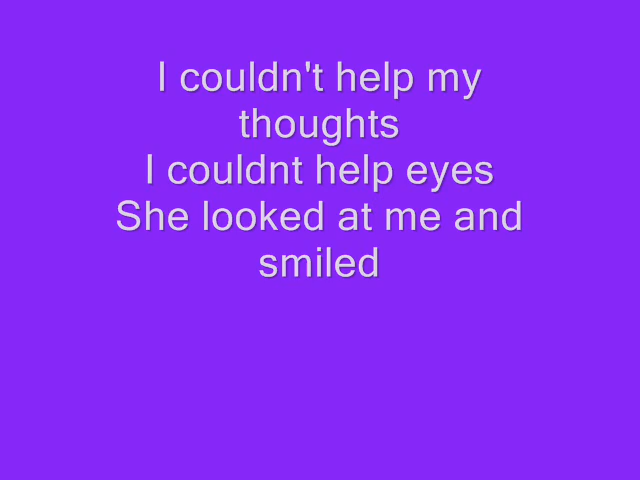 I couldn't help my
thoughts
I couldnt help eyes
She looked at me and
smiled